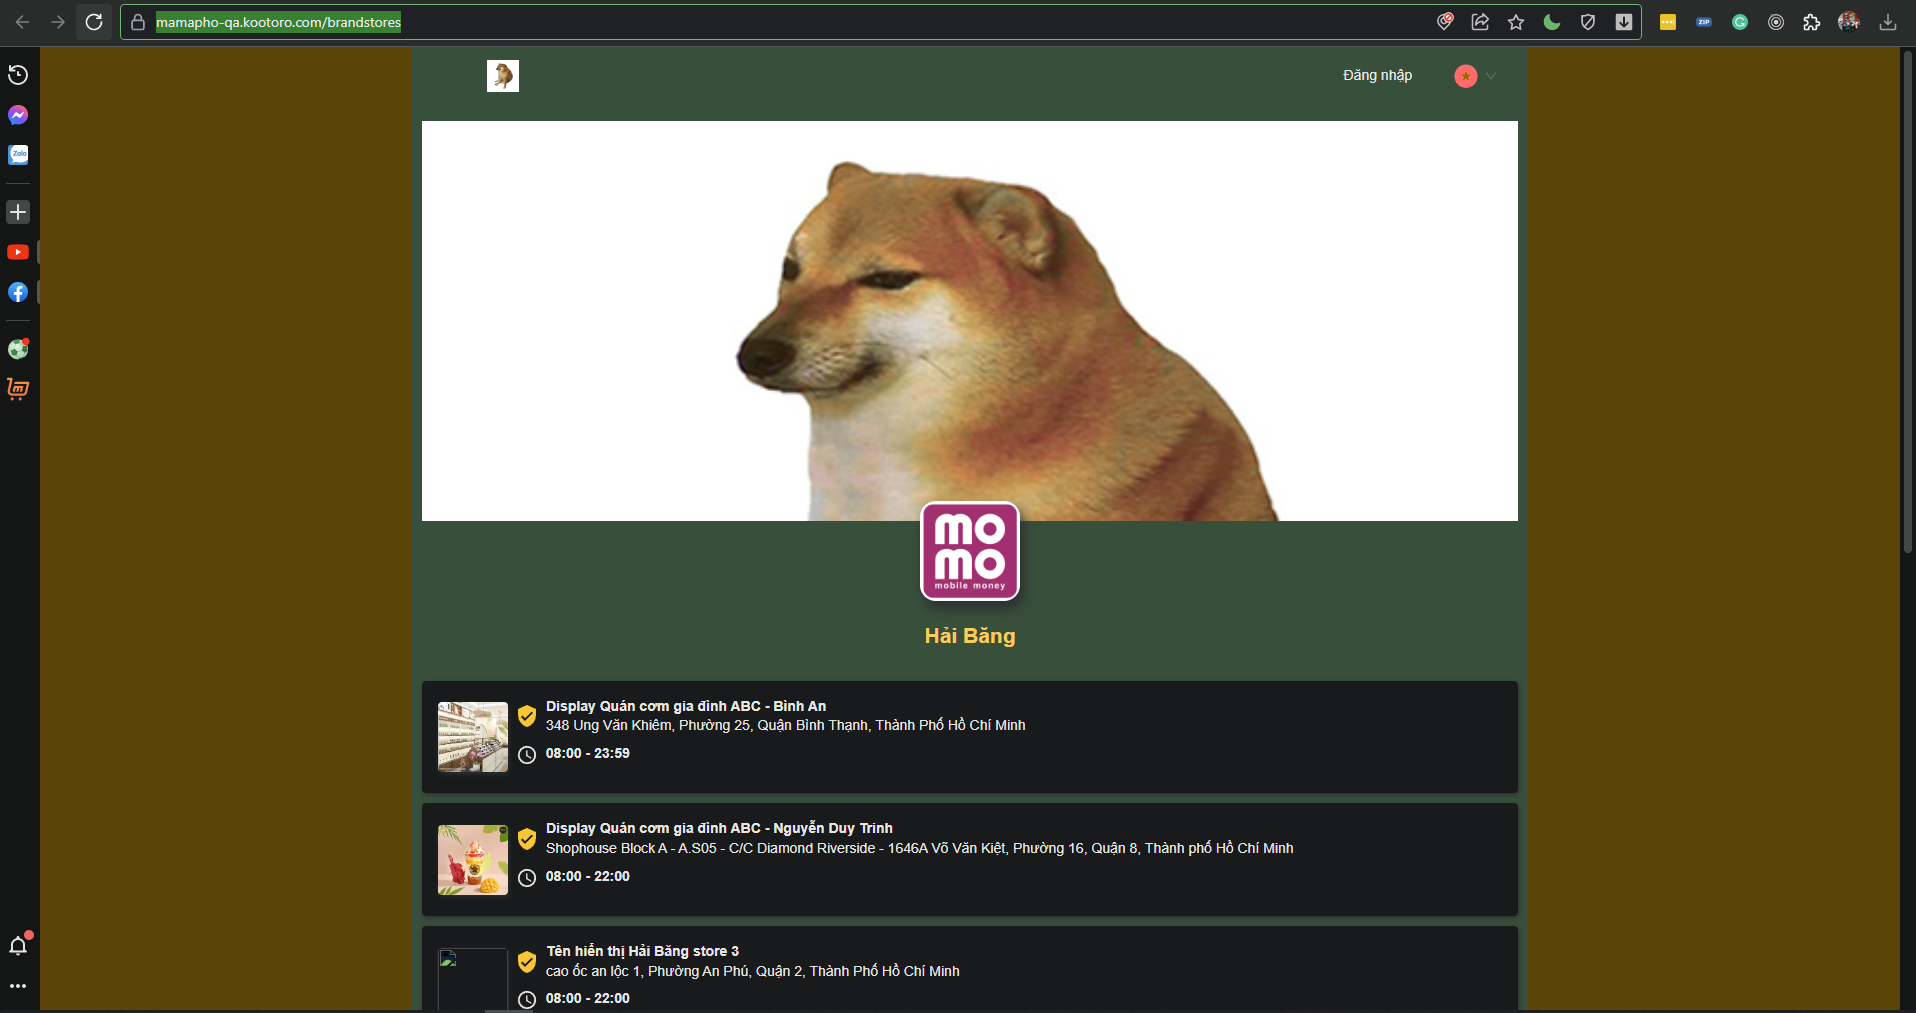 mamapho-qa.kootoro.com/brandstores
ZIP
Zalo
Đăng nhập
mo
mo
mobile money
Hải Băng
Display Quán cơm gia đình ABC - Bình An
348 Ung Văn Khiêm, Phường 25, Quận Bình Thạnh, Thành Phố Hồ Chí Minh
08:00 - 23:59
Display Quán cơm gia đình ABC - Nguyễn Duy Trinh
Shophouse Block A - A.S05 - C/C Diamond Riverside - 1646A Võ Văn Kiệt, Phường 16, Quận 8, Thành phố Hồ Chí Minh
08:00 - 22:00
Tên hiển thị Hải Băng store 3
cao ốc an lộc 1, Phường An Phú, Quận 2, Thành Phố Hồ Chí Minh
08:00 - 22:00